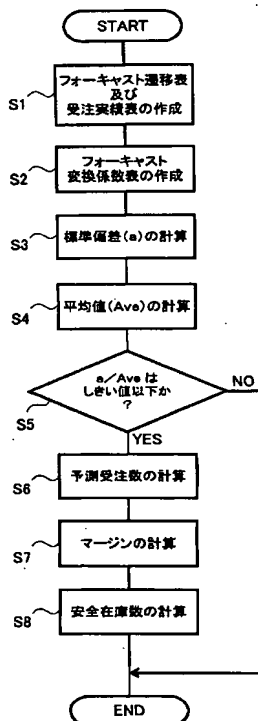 START
S1
フォーキャスト遷移表
及び
受注実績表の作成
S2
フォーキャスト
変換係数表の作成
S3
標準偏差(a)の計算
S4
平均値(Ave)の計算
a/Ave は
しきい値以下か
?
NO
S5
YES
S6
予測受注数の計算
S7
マージンの計算
S8
安全在庫数の計算
END